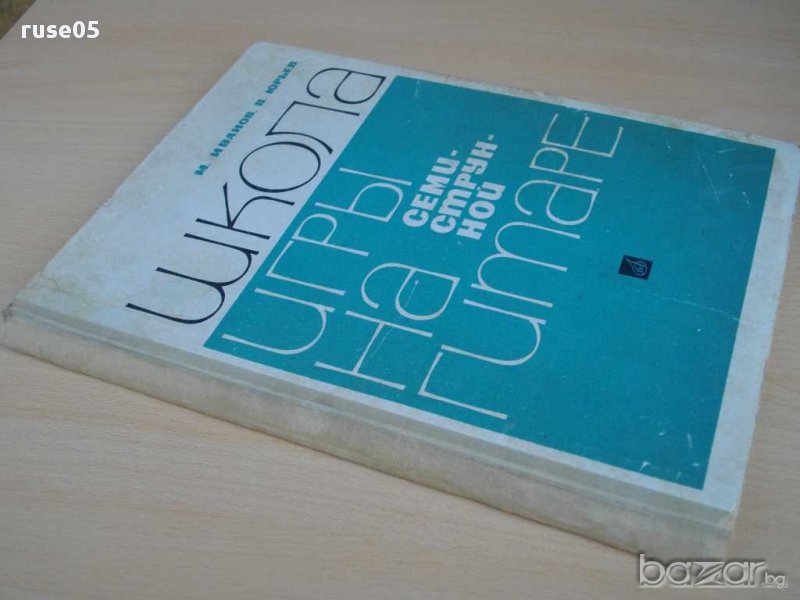 ruse05
М. ИВАНОВ, В. ЮРЬЕВ
ШКОЛА
ИГРЫ
НА
СЕМИ-
СТРУН-
НОЙ
ГИТАРЕ
bazar.bg